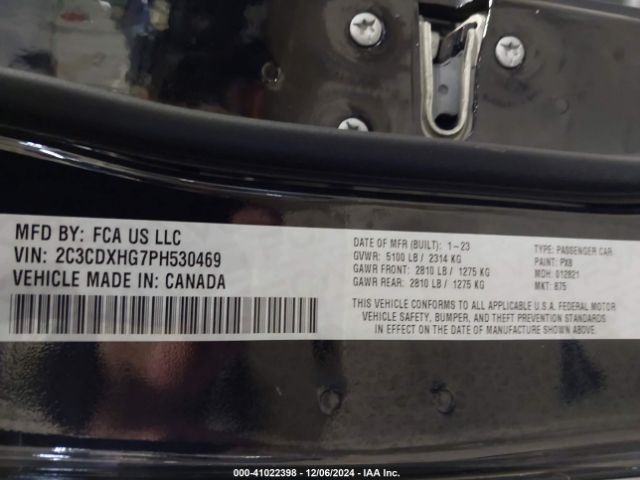 MFD BY: FCA US LLC
VIN: 2C3CDXHG7PH530469
VEHICLE MADE IN: CANADA
DATE OF MFR (BUILT): 1-23
GVWR: 5100 LB / 2314 KG
GAWR FRONT: 2810 LB / 1275 KG
GAWR REAR: 2810 LB / 1275 KG
TYPE: PASSENGER CAR
PAINT: PX8
MDH: 012821
MKT: 875
THIS VEHICLE CONFORMS TO ALL APPLICABLE U.S.A. FEDERAL MOTOR
VEHICLE SAFETY, BUMPER, AND THEFT PREVENTION STANDARDS
IN EFFECT ON THE DATE OF MANUFACTURE SHOWN ABOVE.
000-41022398 - 12/06/2024 - IAA Inc.